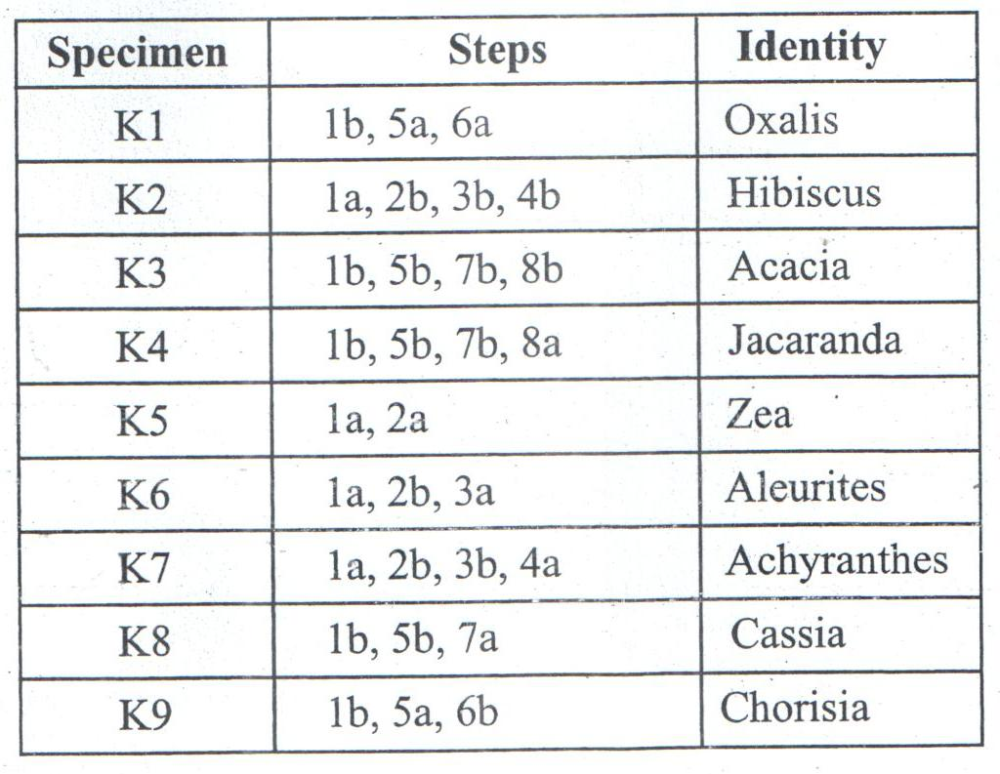 Specimen Steps Identity
K1 1b, 5a, 6a Oxalis
K2 1a, 2b, 3b, 4b Hibiscus
K3 1b, 5b, 7b, 8b Acacia
K4 1b, 5b, 7b, 8a Jacaranda
K5 1a, 2a Zea
K6 1a, 2b, 3a Aleurites
K7 1a, 2b, 3b, 4a Achyranthes
K8 1b, 5b, 7a Cassia
K9 1b, 5a, 6b Chorisia